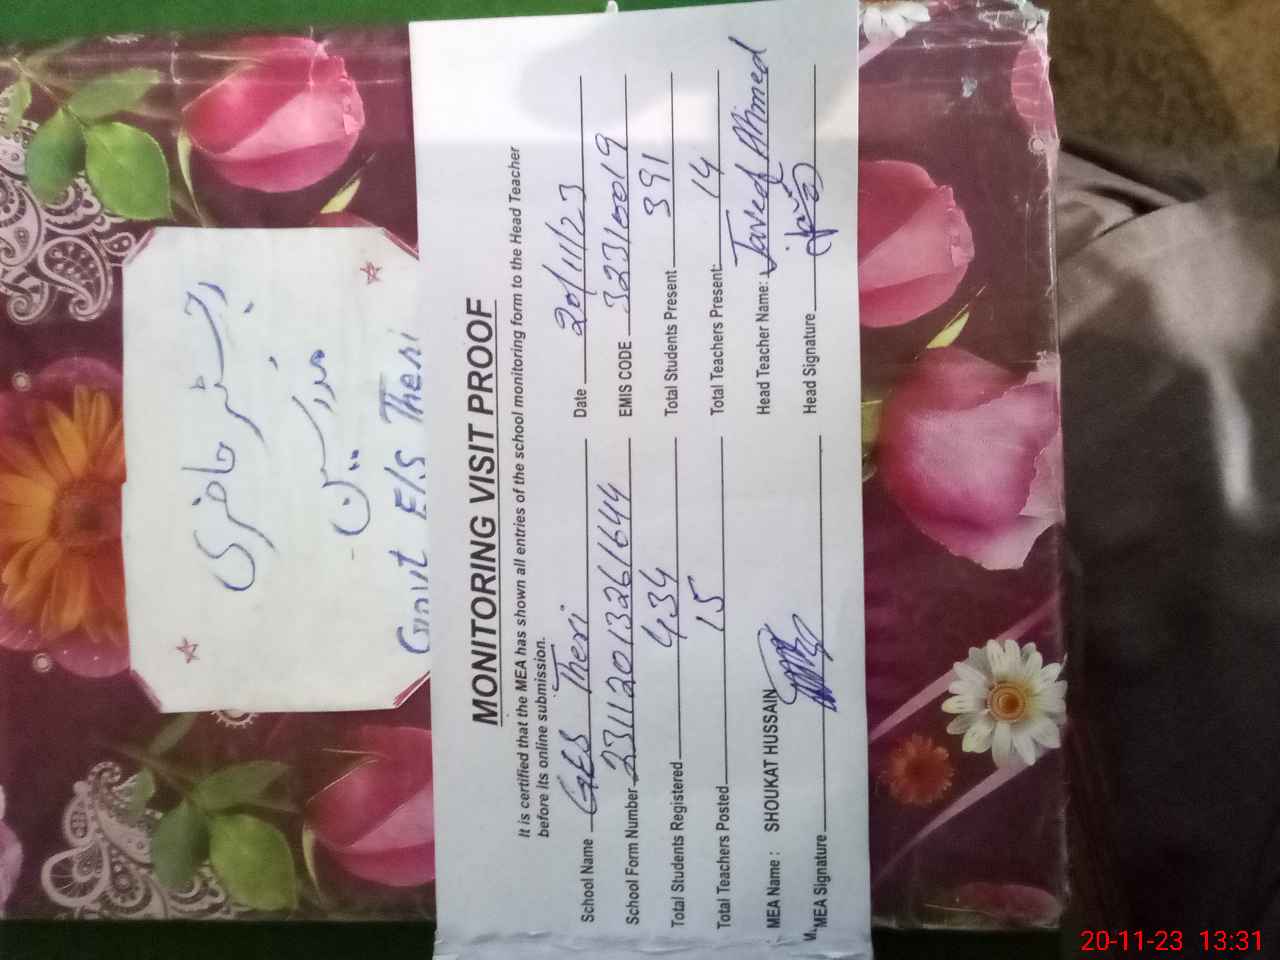 رجسٹر حاضری
مدرسین
Govt E/S Theri
MONITORING VISIT PROOF
It is certified that the MEA has shown all entries of the school monitoring form to the Head Teacher
before its online submission.
School Name GES Theri Date 20/11/23
School Form Number 23112013261644 EMIS CODE 32310019
Total Students Registered 434 Total Students Present 391
Total Teachers Posted 15 Total Teachers Present: 14
MEA Name : SHOUKAT HUSSAIN Head Teacher Name: Javed Ahmed
MEA Signature Head Signature
20-11-23 13:31